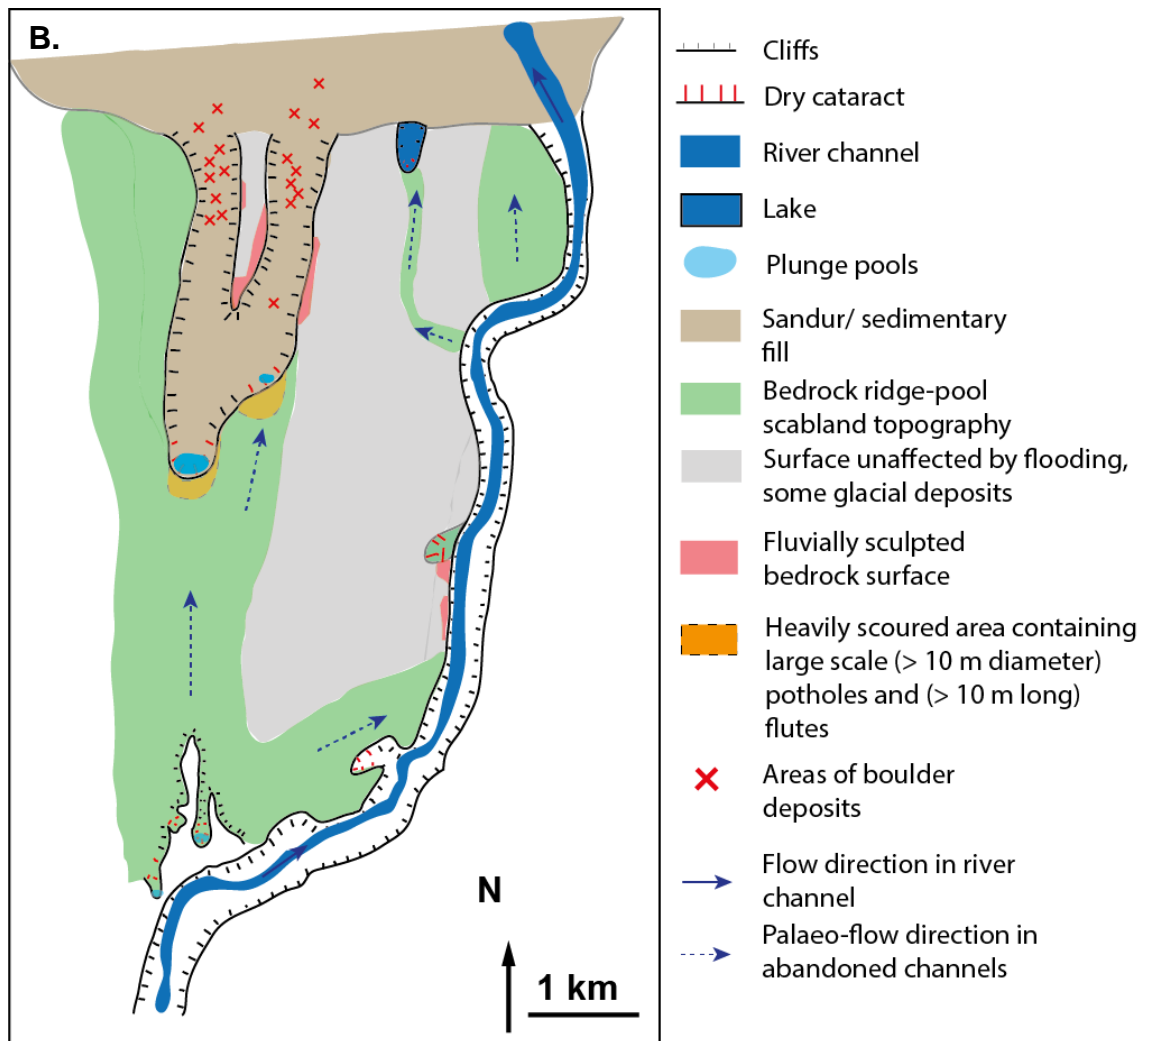 B.
N
1 km
Cliffs
Dry cataract
River channel
Lake
Plunge pools
Sandur/ sedimentary
fill
Bedrock ridge-pool
scabland topography
Surface unaffected by flooding,
some glacial deposits
Fluvially sculpted
bedrock surface
Heavily scoured area containing
large scale (> 10 m diameter)
potholes and (> 10 m long)
flutes
Areas of boulder
deposits
Flow direction in river
channel
Palaeo-flow direction in
abandoned channels